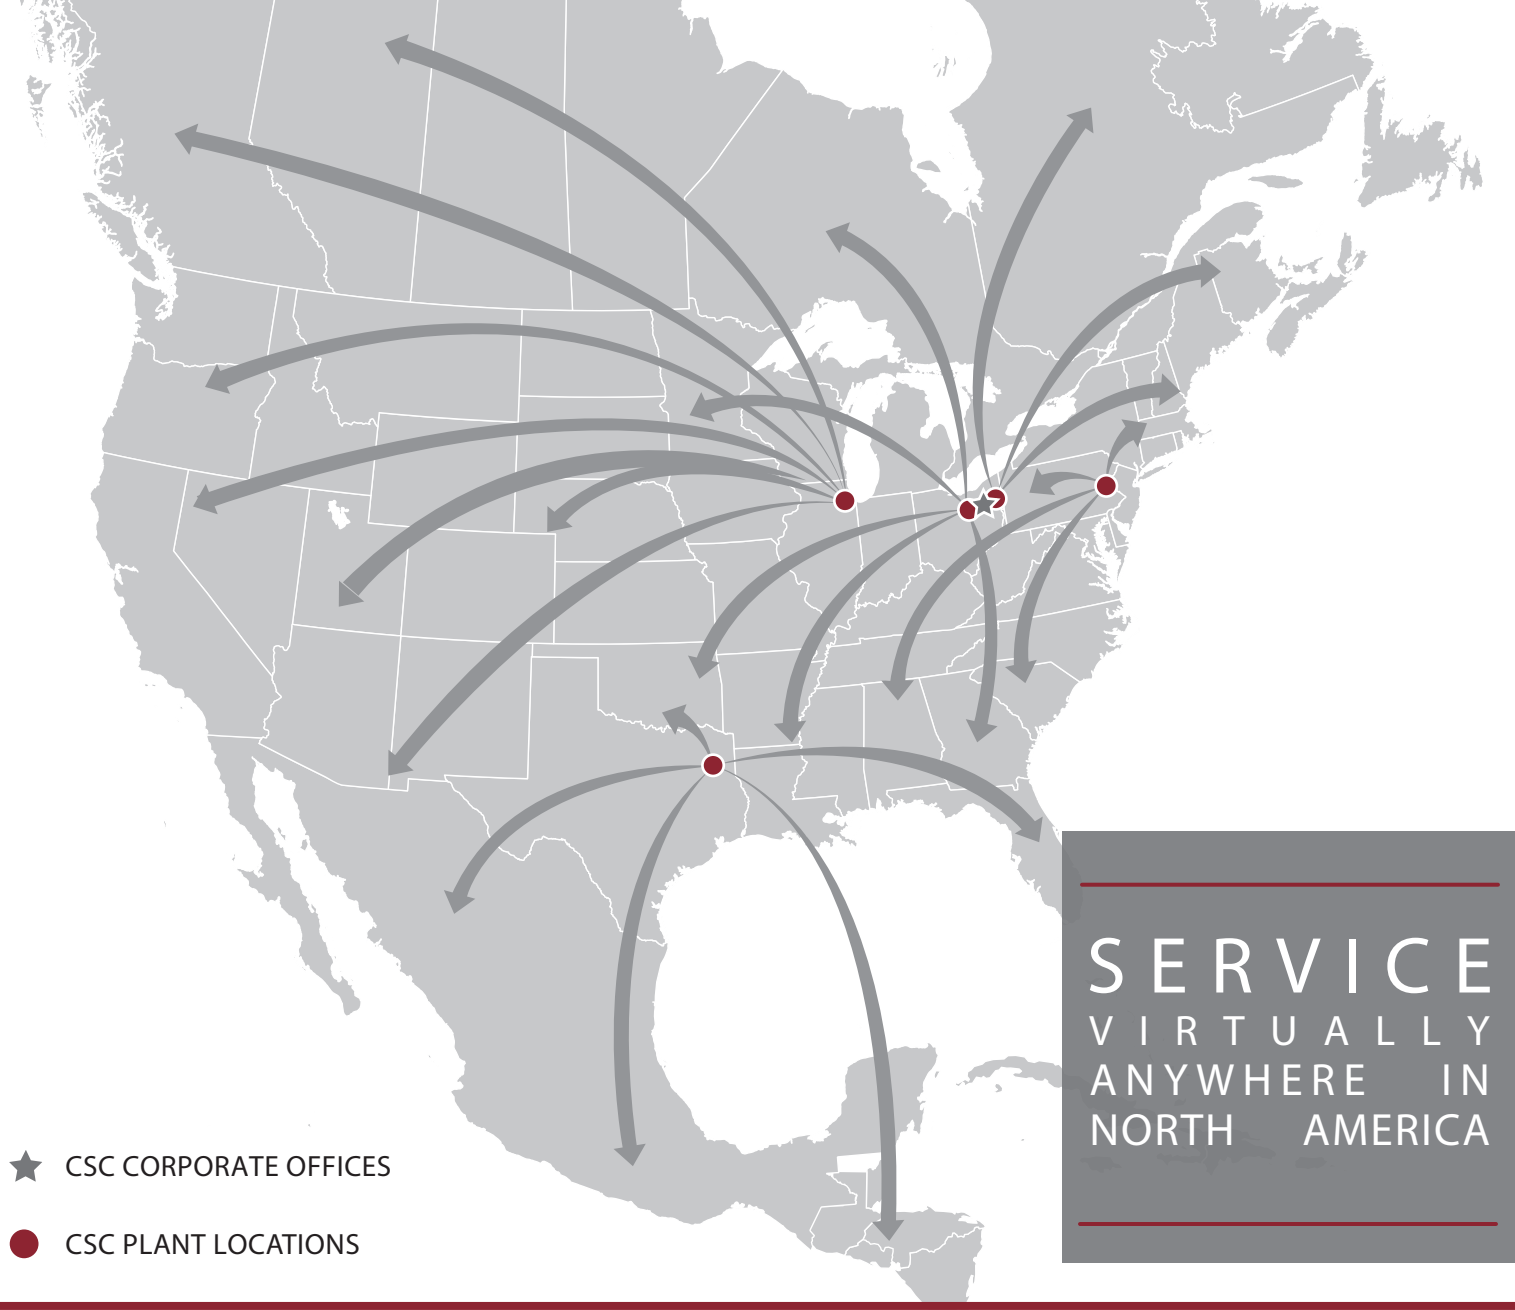 SERVICE
VIRTUALLY
ANYWHERE IN
NORTH AMERICA
CSC CORPORATE OFFICES
CSC PLANT LOCATIONS